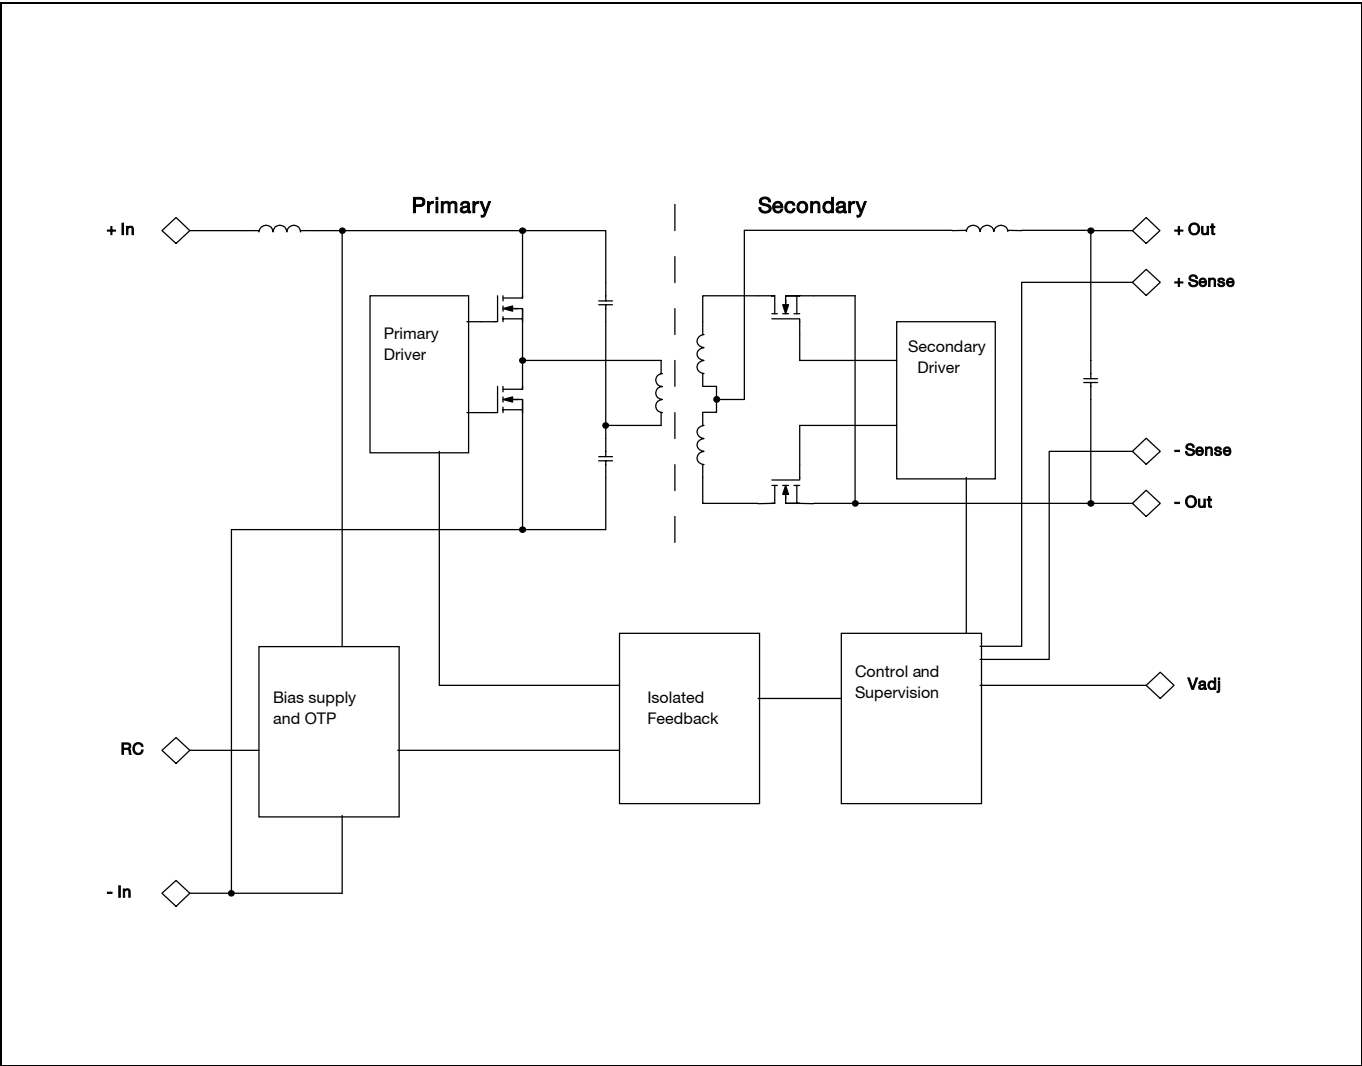 Primary
Secondary
+ In
+ Out
+ Sense
Primary
Driver
Secondary
Driver
- Sense
- Out
Bias supply
and OTP
Isolated
Feedback
Control and
Supervision
Vadj
RC
- In